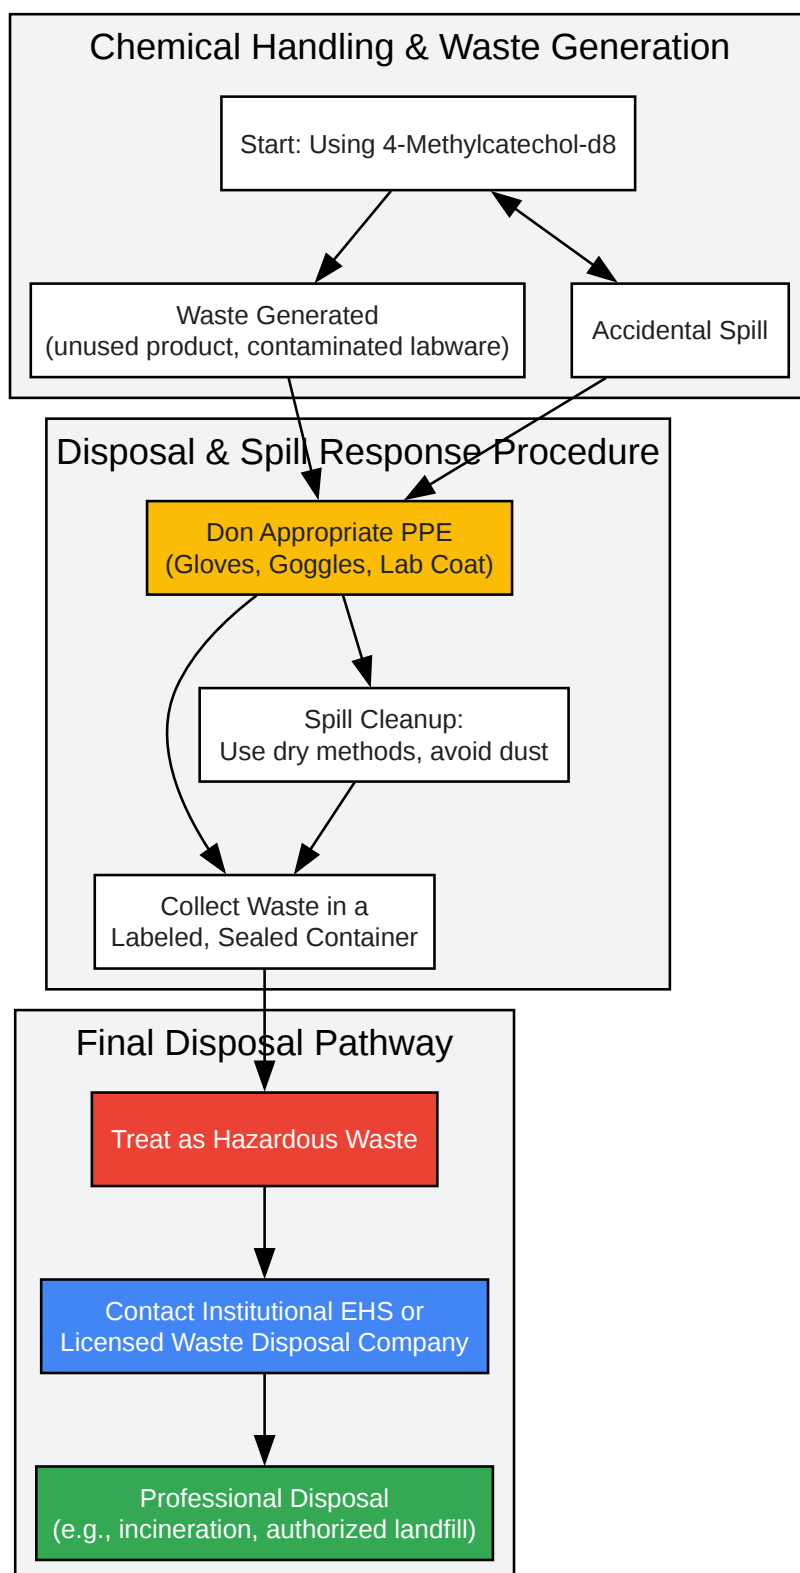 Chemical Handling & Waste Generation
Start: Using 4-Methylcatechol-d8
Waste Generated
(unused product, contaminated labware)
Accidental Spill
Disposal & Spill Response Procedure
Don Appropriate PPE
(Gloves, Goggles, Lab Coat)
Spill Cleanup:
Use dry methods, avoid dust
Collect Waste in a
Labeled, Sealed Container
Final Disposal Pathway
Treat as Hazardous Waste
Contact Institutional EHS or
Licensed Waste Disposal Company
Professional Disposal
(e.g., incineration, authorized landfill)